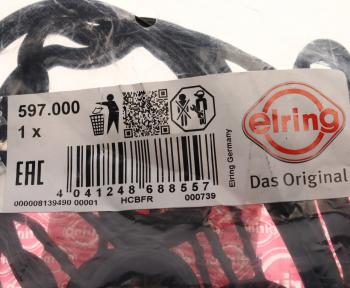 597.000
1 x
EAC
elring
Das Original
Elring Germany
4 041248 688557
000008139490 00001 HCBFR 000739